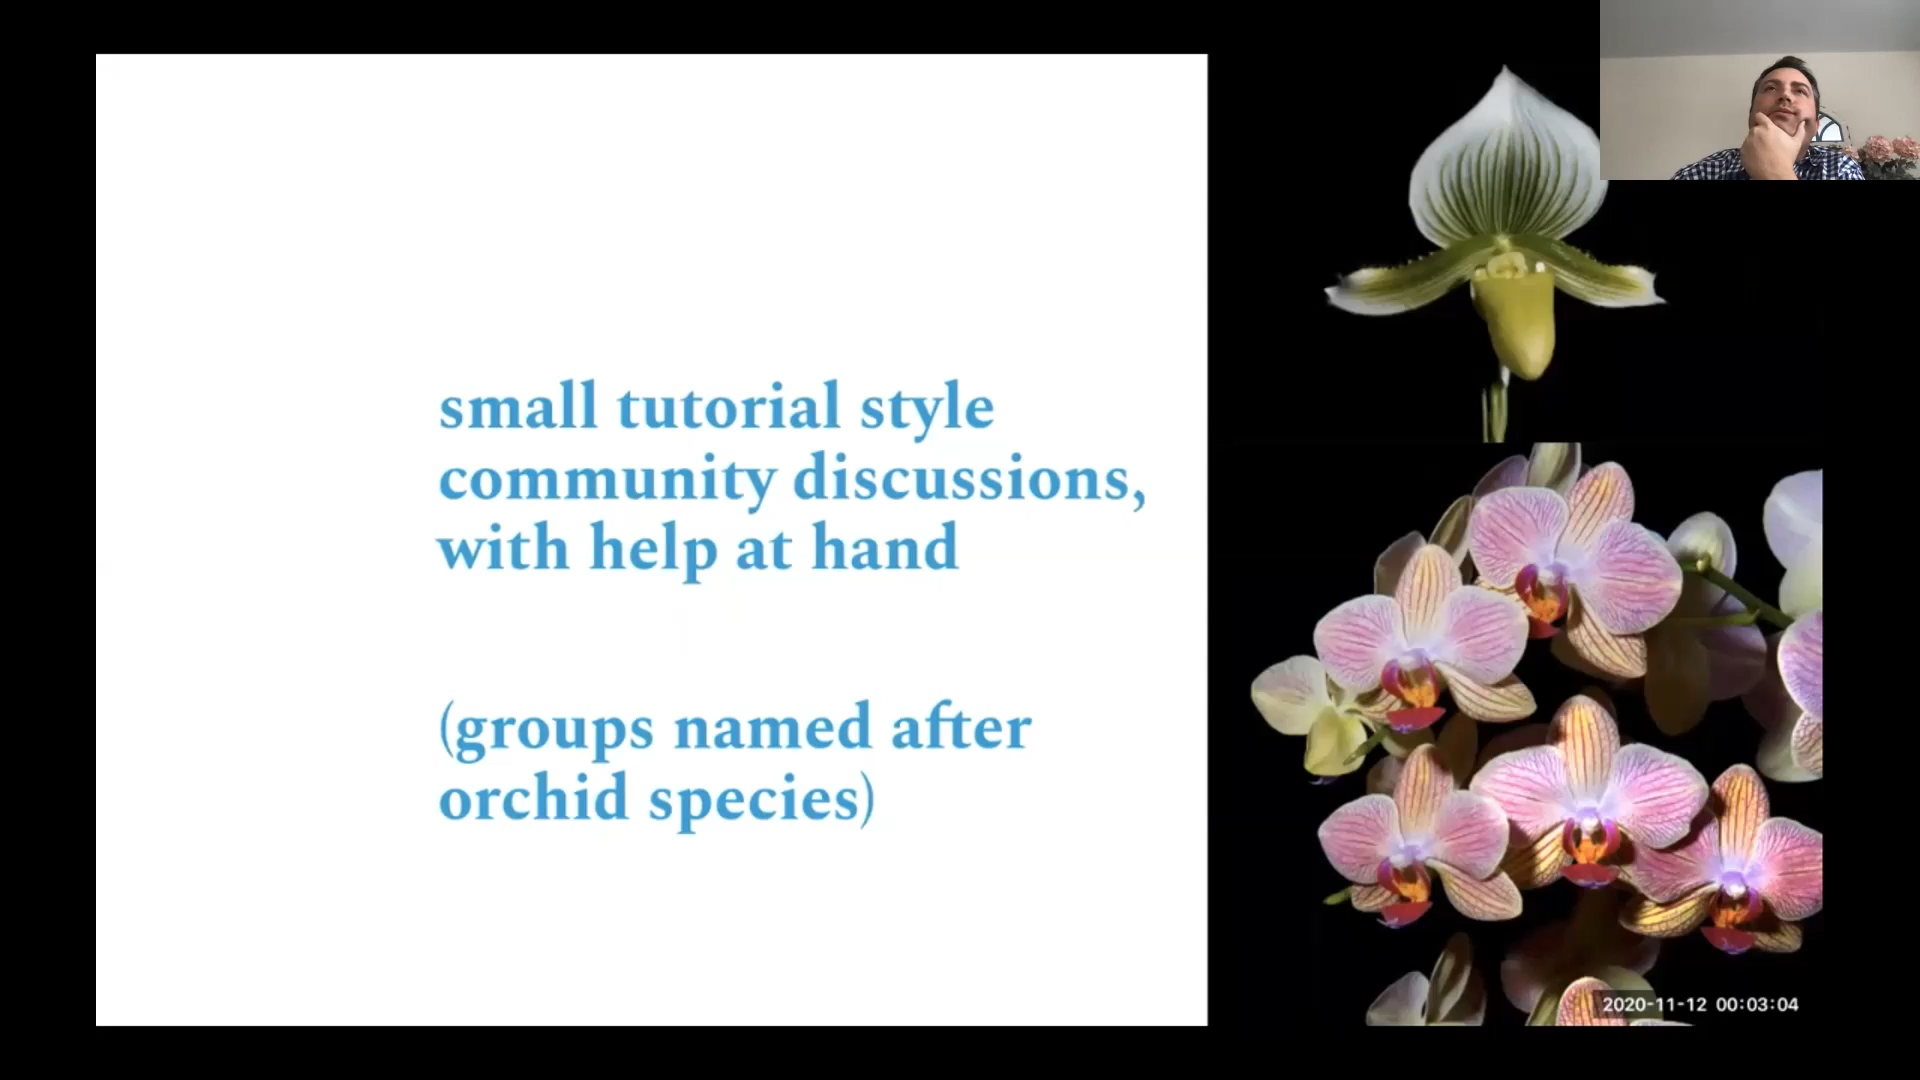 small tutorial style
community discussions,
with help at hand
(groups named after
orchid species)
2020-11-12 00:03:04